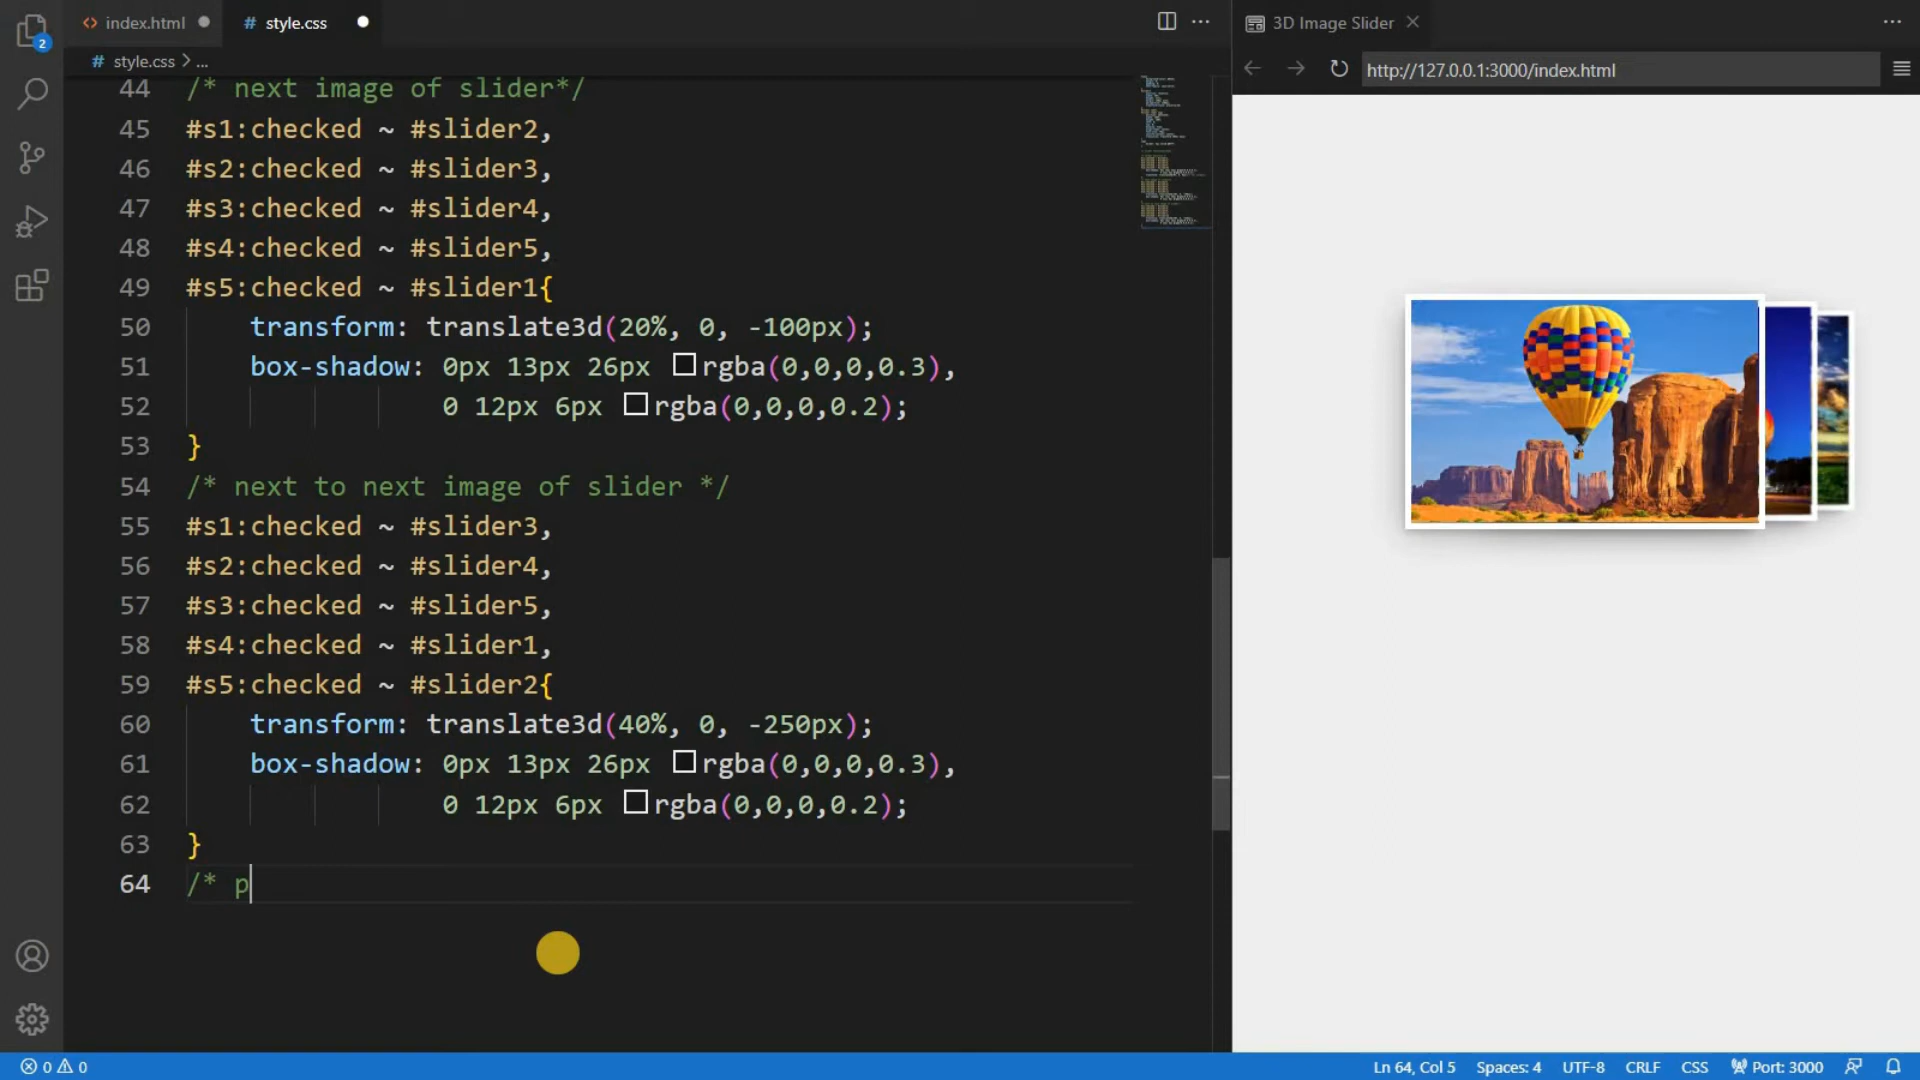 2
index.html
# style.css
3D Image Slider
# style.css > ...
http://127.0.0.1:3000/index.html
44 /* next image of slider*/
45 #s1:checked ~ #slider2,
46 #s2:checked ~ #slider3,
47 #s3:checked ~ #slider4,
48 #s4:checked ~ #slider5,
49 #s5:checked ~ #slider1{
50 transform: translate3d(20%, 0, -100px);
51 box-shadow: 0px 13px 26px rgba(0,0,0,0.3),
52 0 12px 6px rgba(0,0,0,0.2);
53 }
54 /* next to next image of slider */
55 #s1:checked ~ #slider3,
56 #s2:checked ~ #slider4,
57 #s3:checked ~ #slider5,
58 #s4:checked ~ #slider1,
59 #s5:checked ~ #slider2{
60 transform: translate3d(40%, 0, -250px);
61 box-shadow: 0px 13px 26px rgba(0,0,0,0.3),
62 0 12px 6px rgba(0,0,0,0.2);
63 }
64 /* p
0 0 Ln 64, Col 5 Spaces: 4 UTF-8 CRLF CSS Port: 3000